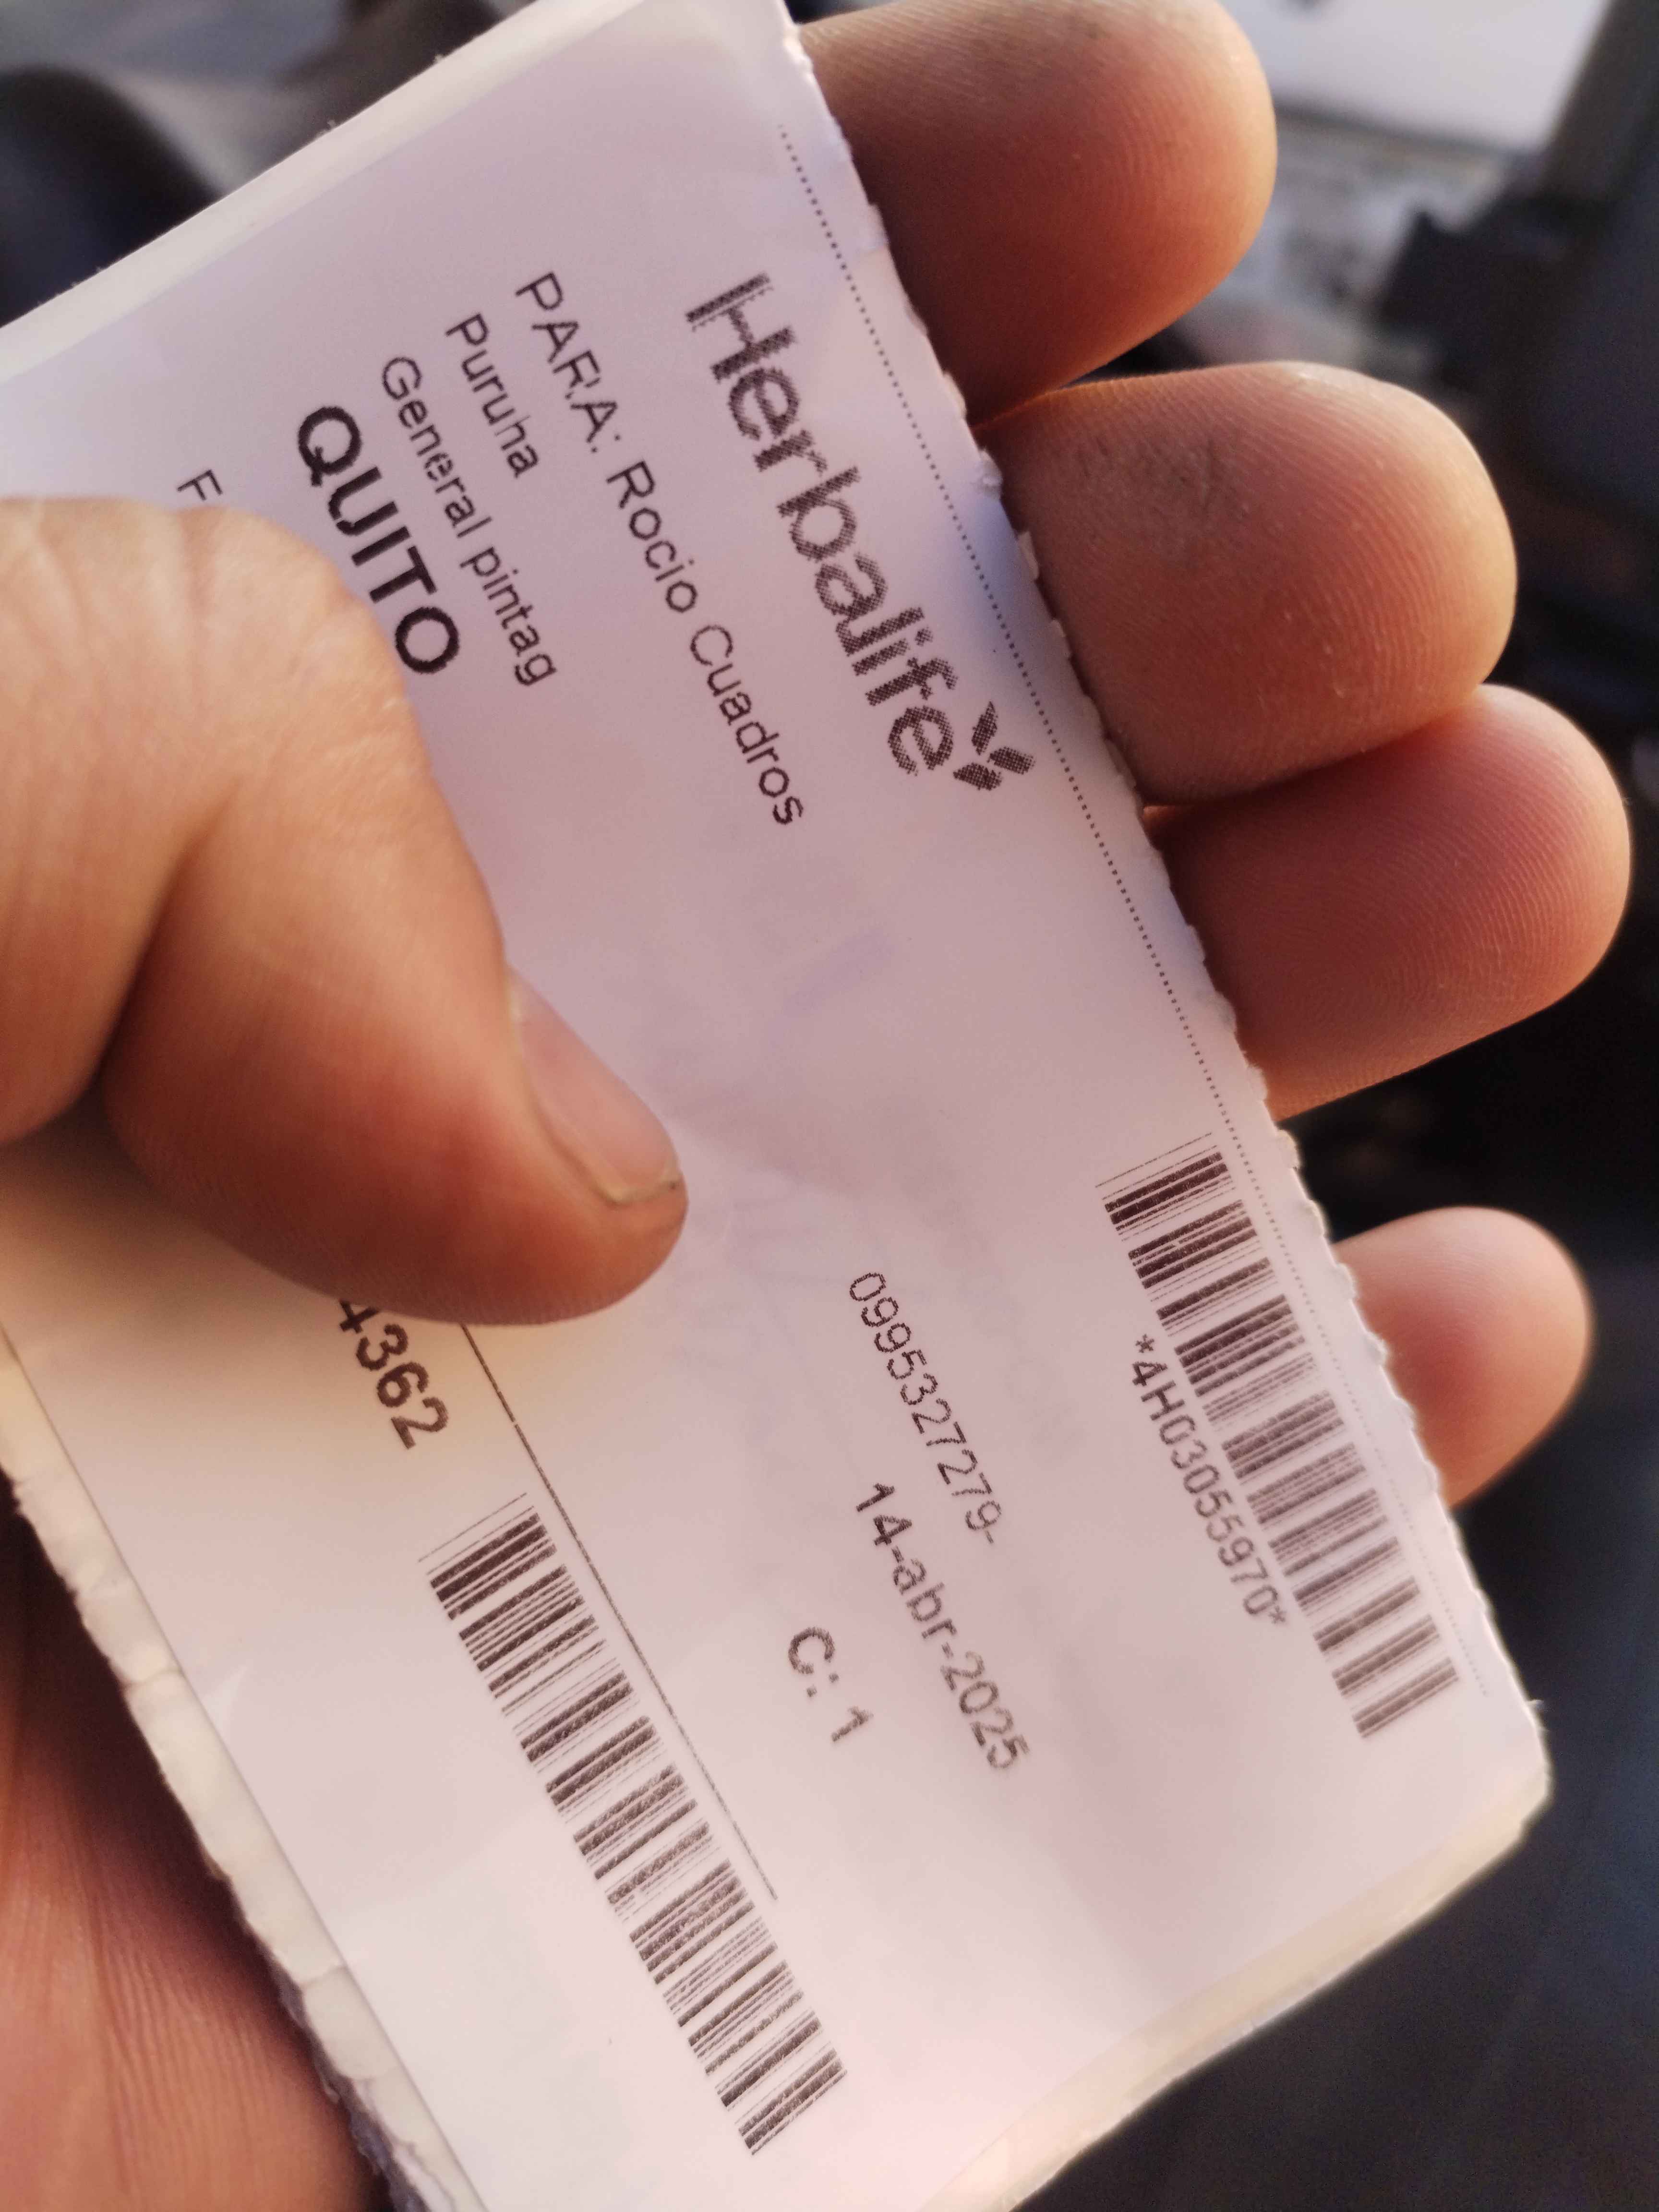 Herbalife
*4H03055970*
PARA: Rocio Cuadros
0995327279-
Puruha
14-abr-2025
General pintag
C: 1
QUITO
F
4362